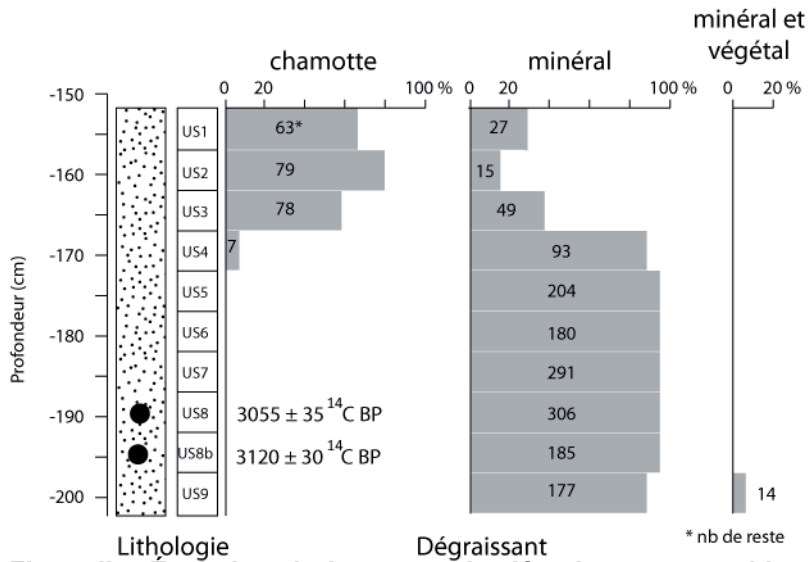 minéral et
végétal
chamotte
minéral
0 20 100 %
0 20 100 %
0 20 %
-150
-160
-170
-180
-190
-200
Profondeur (cm)
US1 63* 27
US2 79 15
US3 78 49
US4 7 93
US5 204
US6 180
US7 291
US8 3055 ± 35 ¹⁴C BP 306
US8b 3120 ± 30 ¹⁴C BP 185
US9 177 14
* nb de reste
Lithologie
Dégraissant